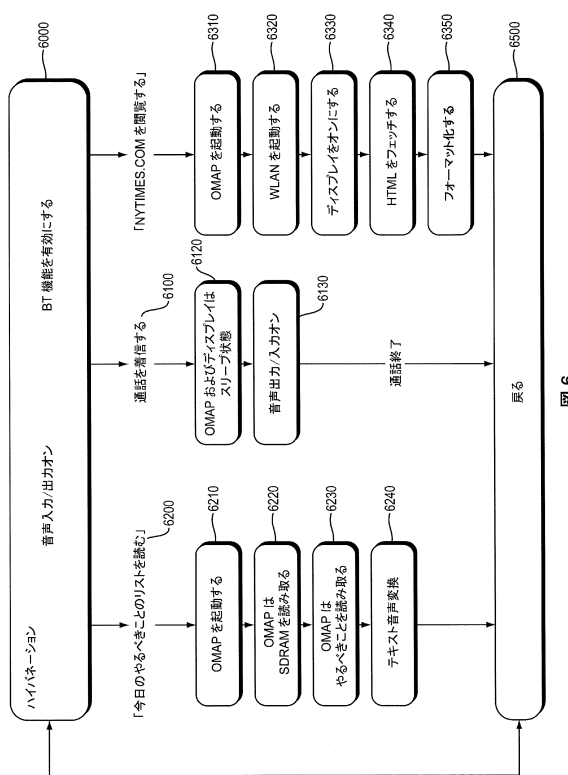 ハイバネーション
音声入力/出力オン
BT 機能を有効にする
6000
「今日のやるべきことのリストを読む」
6200
OMAP を起動する
6210
OMAP は
SDRAM を読み取る
6220
OMAP は
やるべきことを読み取る
6230
テキスト音声変換
6240
通話を着信する
6100
OMAP およびディスプレイは
スリープ状態
6120
音声出力/入力オン
6130
通話終了
「NYTIMES.COM を閲覧する」
OMAP を起動する
6310
WLAN を起動する
6320
ディスプレイをオンにする
6330
HTML をフェッチする
6340
フォーマット化する
6350
戻る
6500
図 6